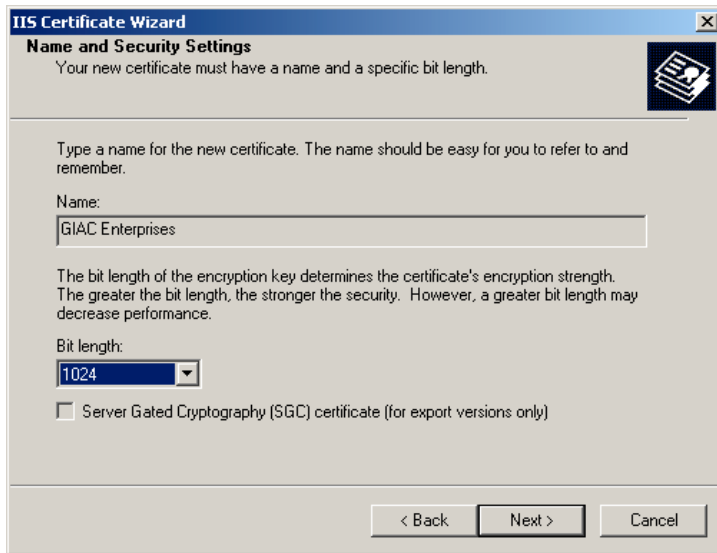 IIS Certificate Wizard
Name and Security Settings
Your new certificate must have a name and a specific bit length.
Type a name for the new certificate. The name should be easy for you to refer to and
remember.
Name:
GIAC Enterprises
The bit length of the encryption key determines the certificate's encryption strength.
The greater the bit length, the stronger the security. However, a greater bit length may
decrease performance.
Bit length:
1024
Server Gated Cryptography (SGC) certificate (for export versions only)
< Back
Next >
Cancel